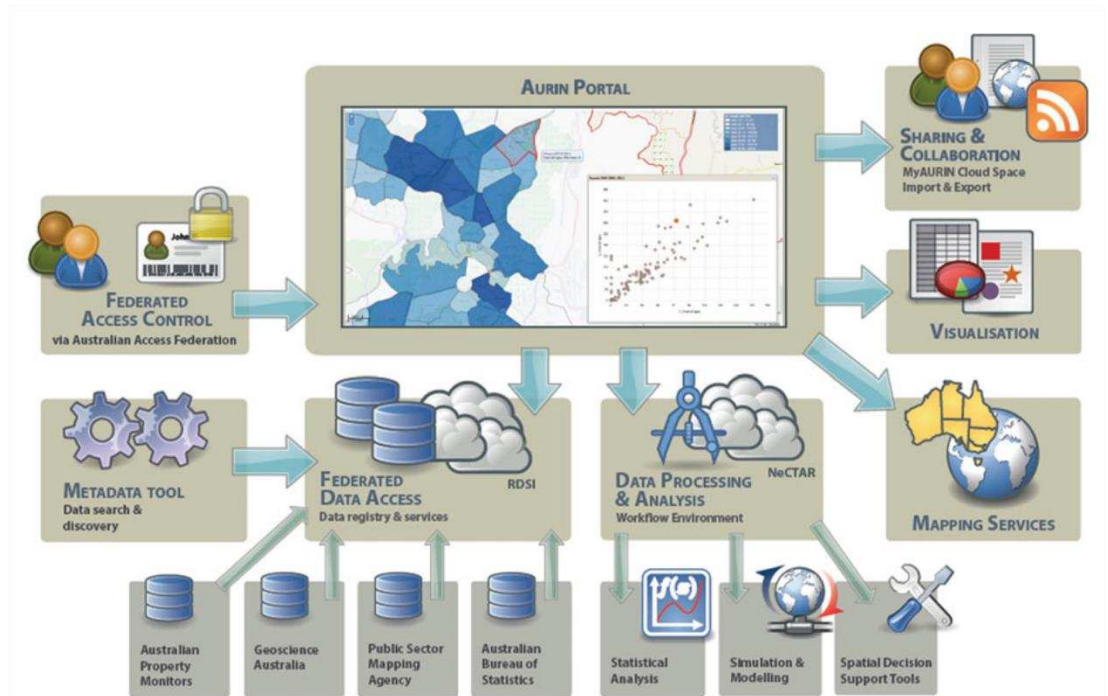 AURIN PORTAL
SHARING &
COLLABORATION
MyAURIN Cloud Space
Import & Export
John
FEDERATED
ACCESS CONTROL
via Australian Access Federation
VISUALISATION
METADATA TOOL
Data search &
discovery
RDSI
FEDERATED
DATA ACCESS
Data registry & services
NeCTAR
DATA PROCESSING
& ANALYSIS
Workflow Environment
MAPPING SERVICES
Australian
Property
Monitors
Geoscience
Australia
Public Sector
Mapping
Agency
Australian
Bureau of
Statistics
Statistical
Analysis
Simulation &
Modelling
Spatial Decision
Support Tools